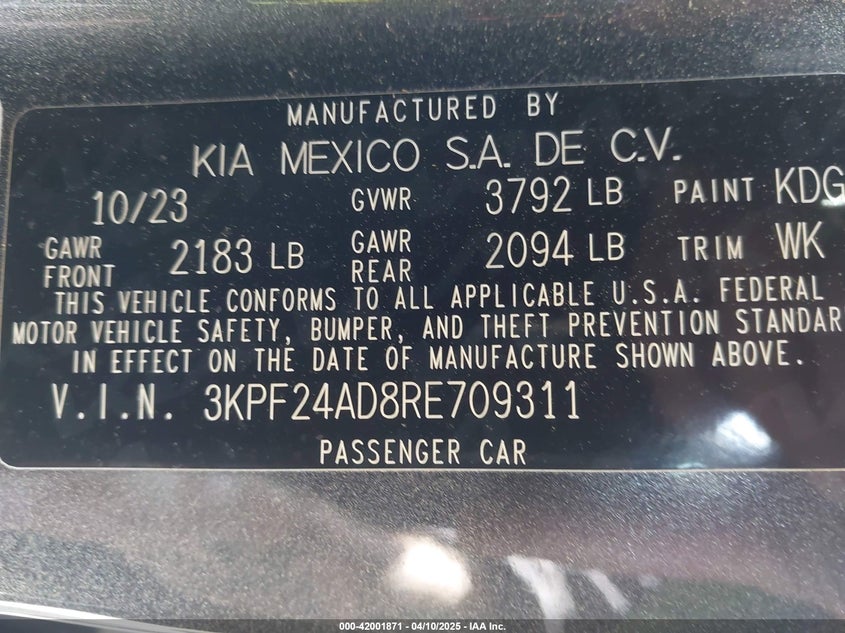 MANUFACTURED BY
KIA MEXICO S.A. DE C.V.
10/23 GVWR 3792 LB PAINT KDG
GAWR FRONT 2183 LB GAWR REAR 2094 LB TRIM WK
THIS VEHICLE CONFORMS TO ALL APPLICABLE U.S.A. FEDERAL
MOTOR VEHICLE SAFETY, BUMPER, AND THEFT PREVENTION STANDAR
IN EFFECT ON THE DATE OF MANUFACTURE SHOWN ABOVE.
V.I.N. 3KPF24AD8RE709311
PASSENGER CAR
000-42001871 - 04/10/2025 - IAA Inc.